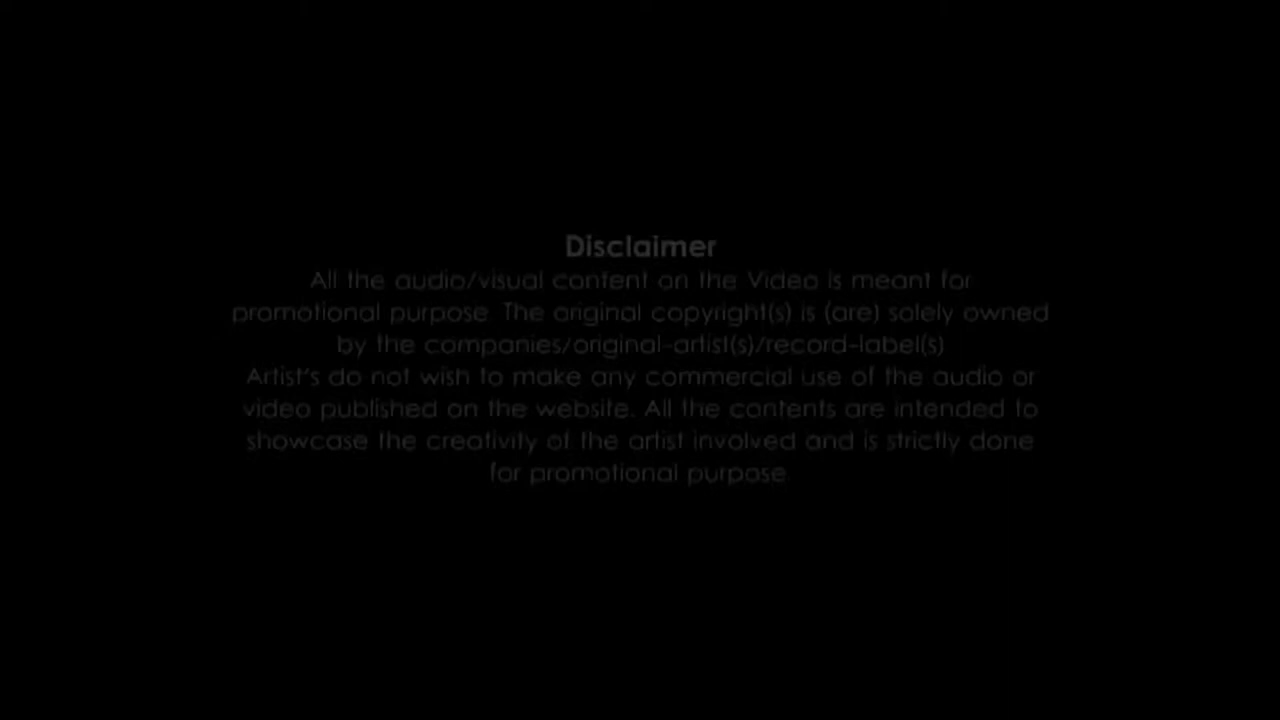 Disclaimer
All the audio/visual content on the Video is meant for
promotional purpose. The original copyright(s) is (are) solely owned
by the companies/original-artist(s)/record-label(s)
Artist's do not wish to make any commercial use of the audio or
video published on the website. All the contents are intended to
showcase the creativity of the artist involved and is strictly done
for promotional purpose.